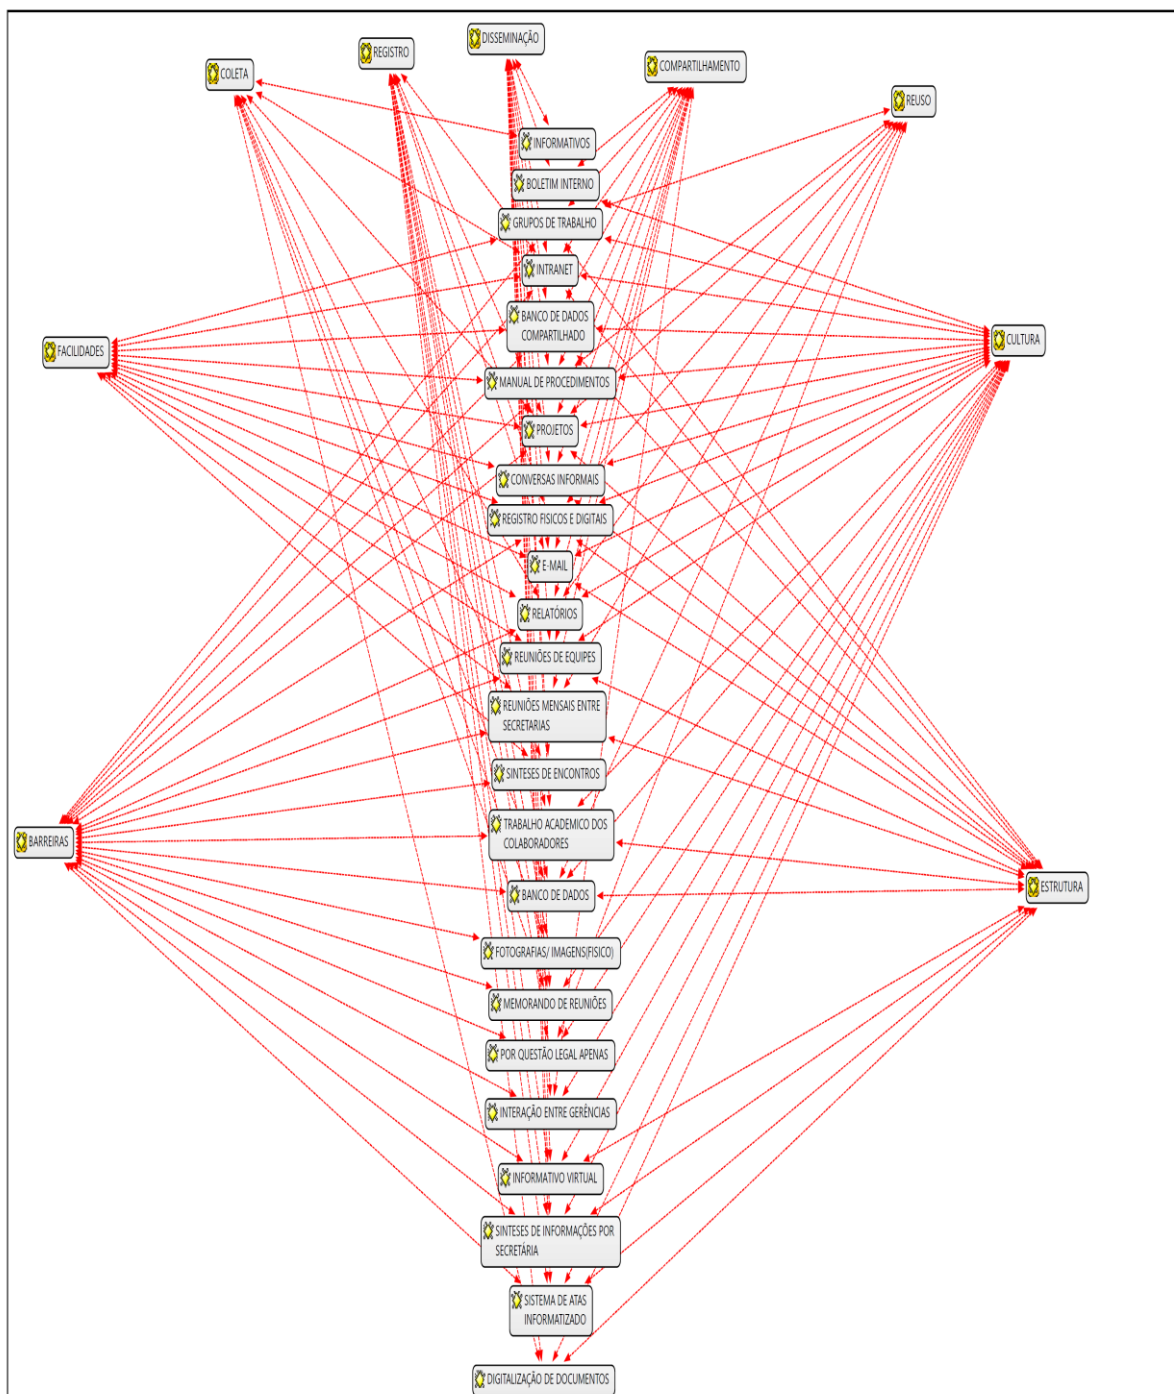 DISSEMINAÇÃO
REGISTRO
COMPARTILHAMENTO
COLETA
REUSO
INFORMATIVOS
BOLETIM INTERNO
GRUPOS DE TRABALHO
INTRANET
BANCO DE DADOS
COMPARTILHADO
FACILIDADES
CULTURA
MANUAL DE PROCEDIMENTOS
PROJETOS
CONVERSAS INFORMAIS
REGISTRO FISICOS E DIGITAIS
E-MAIL
RELATÓRIOS
REUNIÕES DE EQUIPES
REUNIÕES MENSAIS ENTRE
SECRETARIAS
SINTESES DE ENCONTROS
TRABALHO ACADEMICO DOS
COLABORADORES
BARREIRAS
BANCO DE DADOS
ESTRUTURA
FOTOGRAFIAS/ IMAGENS(FISICO)
MEMORANDO DE REUNIÕES
POR QUESTÃO LEGAL APENAS
INTERAÇÃO ENTRE GERÊNCIAS
INFORMATIVO VIRTUAL
SINTESES DE INFORMAÇÕES POR
SECRETÁRIA
SISTEMA DE ATAS
INFORMATIZADO
DIGITALIZAÇÃO DE DOCUMENTOS